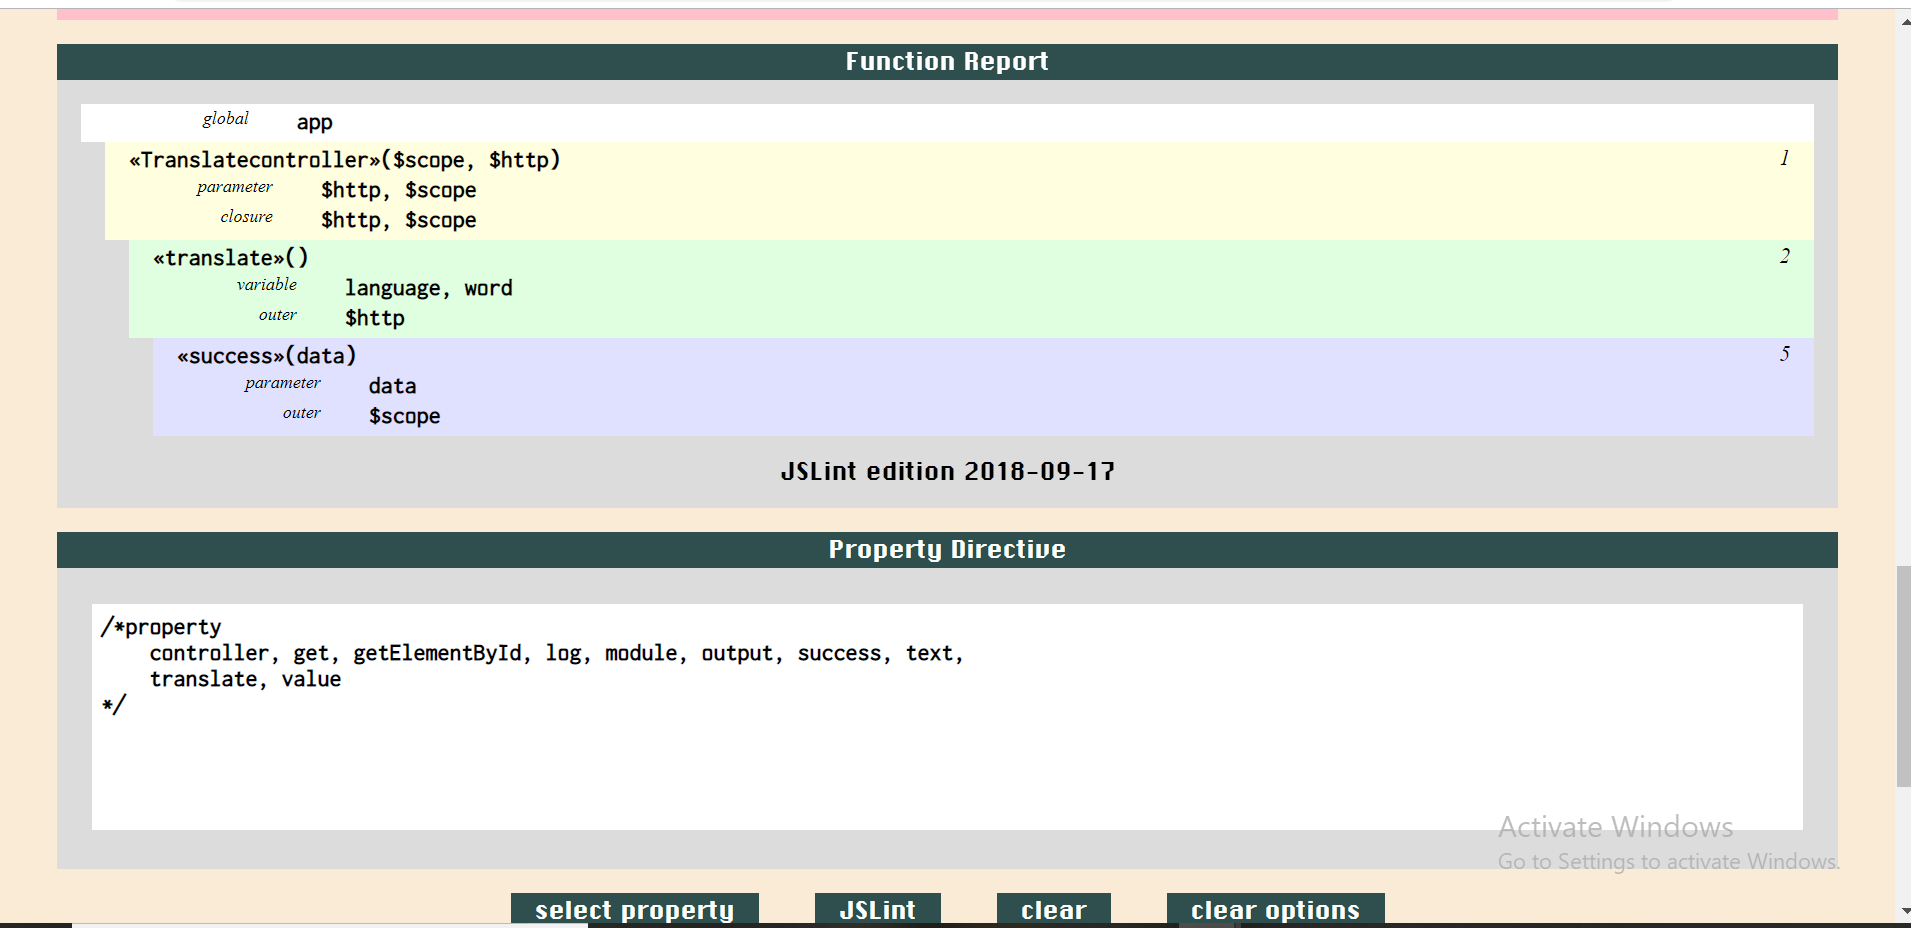 Function Report
global app
«Translatecontroller»($scope, $http) 1
parameter $http, $scope
closure $http, $scope
«translate»() 2
variable language, word
outer $http
«success»(data) 5
parameter data
outer $scope
JSLint edition 2018-09-17
Property Directive
/*property
controller, get, getElementById, log, module, output, success, text,
translate, value
*/
Activate Windows
Go to Settings to activate Windows.
select property JSLint clear clear options